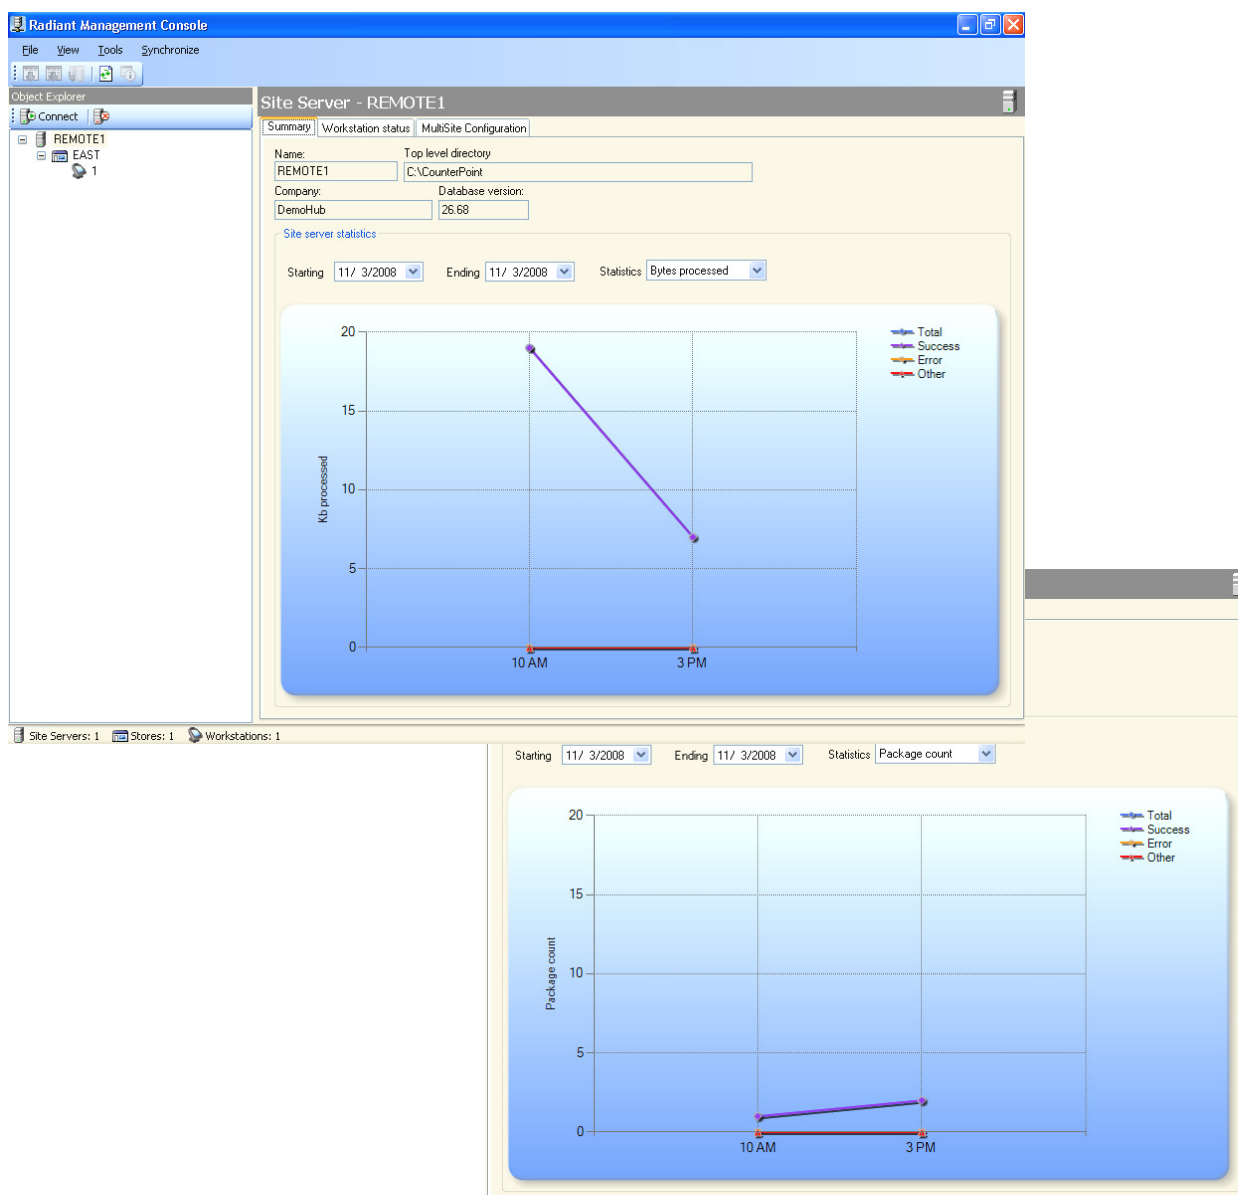 Radiant Management Console
File View Tools Synchronize
Object Explorer
Connect
REMOTE1
EAST
1
Site Server - REMOTE1
Summary Workstation status MultiSite Configuration
Name: Top level directory
REMOTE1 C:\CounterPoint
Company: Database version:
DemoHub 26.68
Site server statistics
Starting 11/ 3/2008 Ending 11/ 3/2008 Statistics Bytes processed
20
15
10
5
0
Kb processed
10 AM 3 PM
Total
Success
Error
Other
Site Servers: 1 Stores: 1 Workstations: 1
Starting 11/ 3/2008 Ending 11/ 3/2008 Statistics Package count
20
15
10
5
0
Package count
10 AM 3 PM
Total
Success
Error
Other